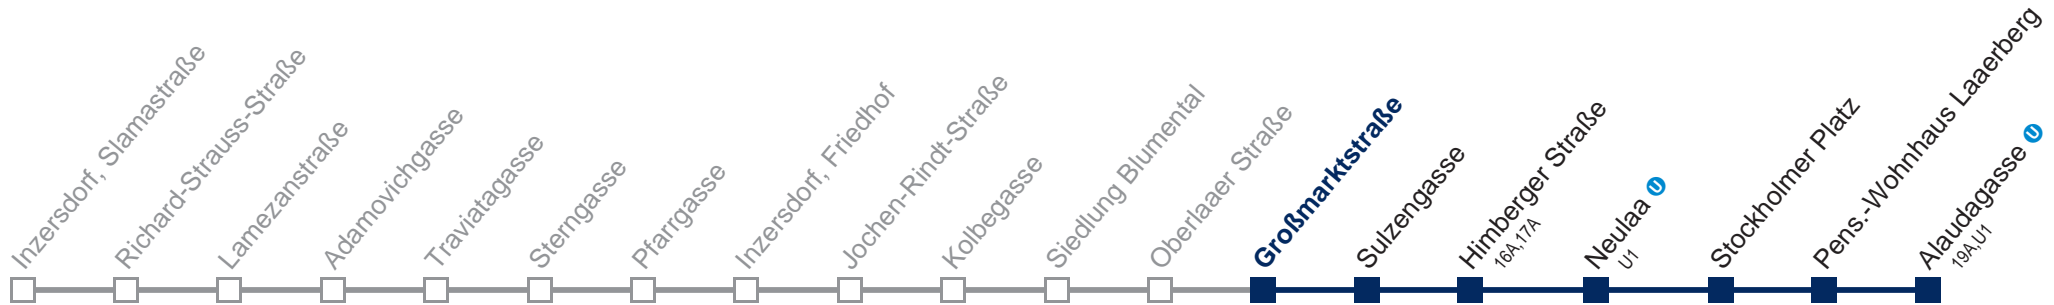 Inzersdorf, Slamastraße
Richard-Strauss-Straße
Lamezanstraße
Adamovichgasse
Traviatagasse
Sterngasse
Pfarrgasse
Inzersdorf, Friedhof
Jochen-Rindt-Straße
Kolbegasse
Siedlung Blumental
Oberlaaer Straße
Großmarktstraße
Sulzengasse
Himberger Straße
16A,17A
Neulaa U
U1
Stockholmer Platz
Pens.-Wohnhaus Laaerberg
Alaudagasse U
19A,U1